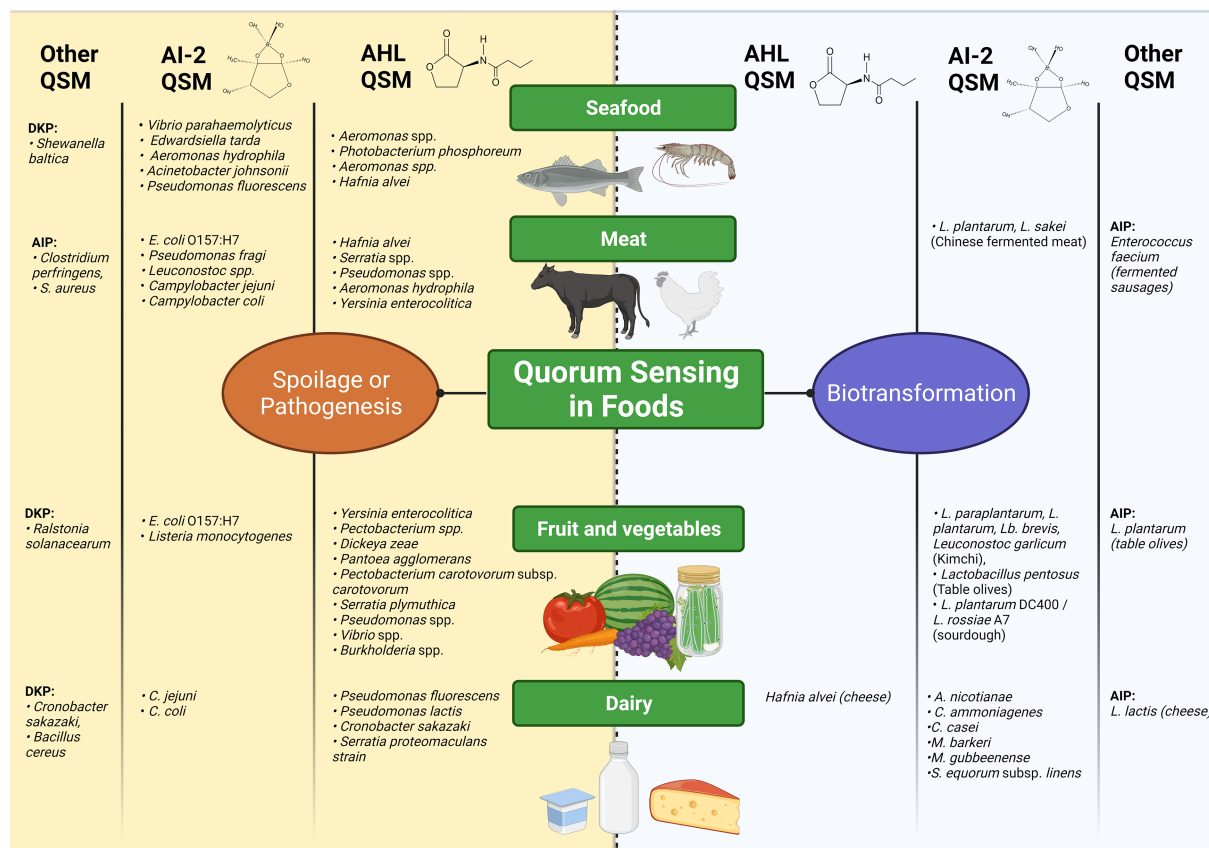 Other
QSM
AI-2
QSM
AHL
QSM
AHL
QSM
AI-2
QSM
Other
QSM
Seafood
DKP:
• Shewanella
baltica
• Vibrio parahaemolyticus
• Edwardsiella tarda
• Aeromonas hydrophila
• Acinetobacter johnsonii
• Pseudomonas fluorescens
• Aeromonas spp.
• Photobacterium phosphoreum
• Aeromonas spp.
• Hafnia alvei
Meat
AIP:
• Clostridium
perfringens,
• S. aureus
• E. coli O157:H7
• Pseudomonas fragi
• Leuconostoc spp.
• Campylobacter jejuni
• Campylobacter coli
• Hafnia alvei
• Serratia spp.
• Pseudomonas spp.
• Aeromonas hydrophila
• Yersinia enterocolitica
• L. plantarum, L. sakei
(Chinese fermented meat)
AIP:
Enterococcus
faecium
(fermented
sausages)
Spoilage or
Pathogenesis
Quorum Sensing
in Foods
Biotransformation
Fruit and vegetables
DKP:
• Ralstonia
solanacearum
• E. coli O157:H7
• Listeria monocytogenes
• Yersinia enterocolitica
• Pectobacterium spp.
• Dickeya zeae
• Pantoea agglomerans
• Pectobacterium carotovorum subsp.
carotovorum
• Serratia plymuthica
• Pseudomonas spp.
• Vibrio spp.
• Burkholderia spp.
• L. paraplantarum, L.
plantarum, Lb. brevis,
Leuconostoc garlicum
(Kimchi),
• Lactobacillus pentosus
(Table olives)
• L. plantarum DC400 /
L. rossiae A7
(sourdough)
AIP:
L. plantarum
(table olives)
Dairy
DKP:
• Cronobacter
sakazaki,
• Bacillus
cereus
• C. jejuni
• C. coli
• Pseudomonas fluorescens
• Pseudomonas lactis
• Cronobacter sakazaki
• Serratia proteomaculans
strain
Hafnia alvei (cheese)
• A. nicotianae
• C. ammoniagenes
•C. casei
•M. barkeri
•M. gubbeenense
•S. equorum subsp. linens
AIP:
L. lactis (cheese)